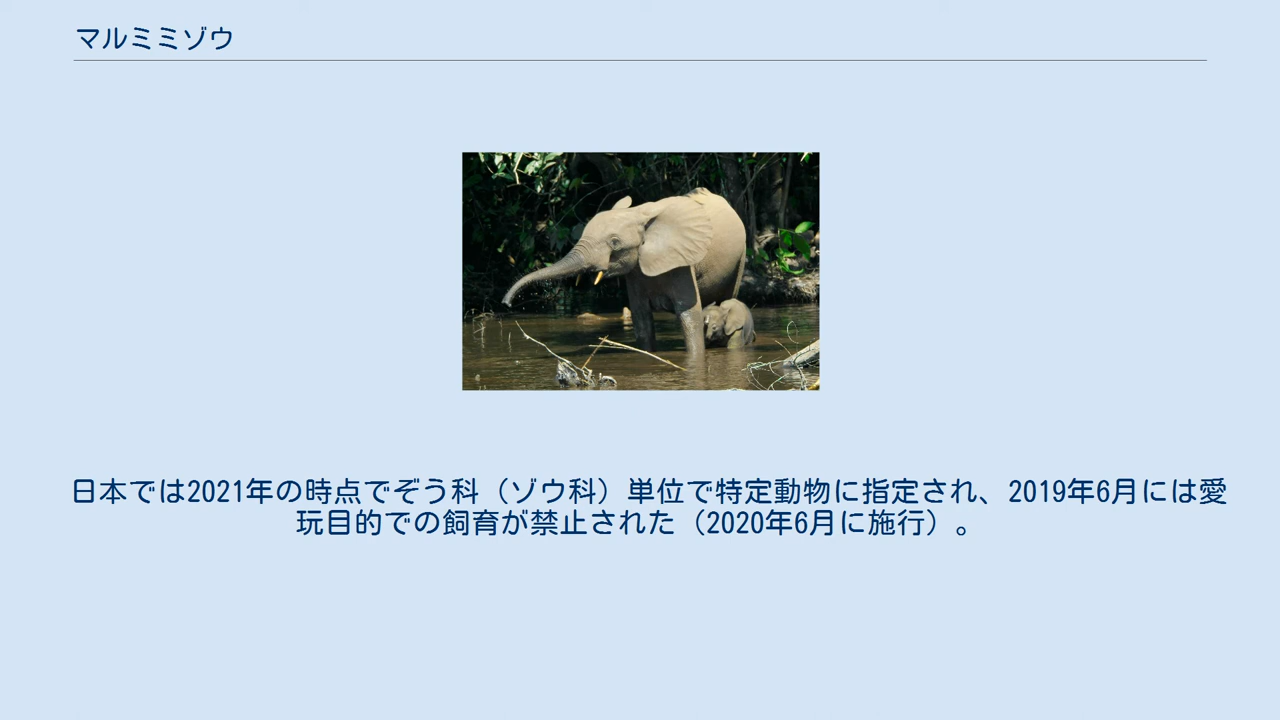 マルミミゾウ
日本では2021年の時点でぞう科（ゾウ科）単位で特定動物に指定され、2019年6月には愛
玩目的での飼育が禁止された（2020年6月に施行）。